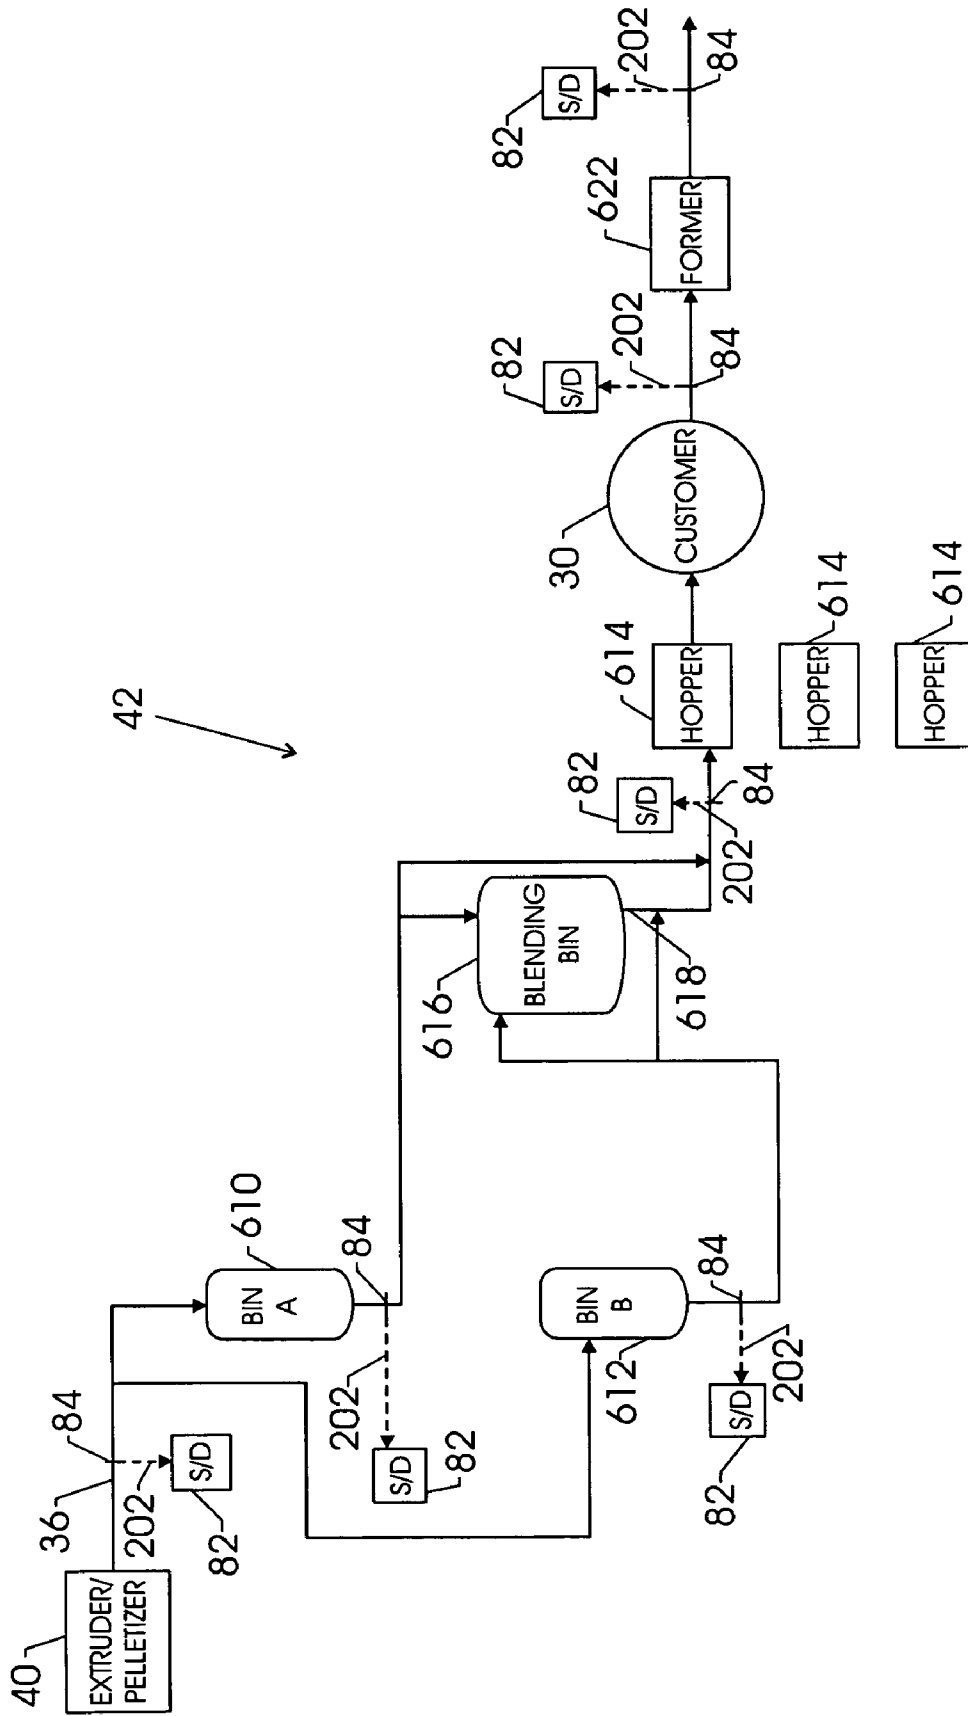 40
EXTRUDER/
PELLETIZER
36
84
202
S/D
82
BIN
A
610
84
202
S/D
82
BIN
B
612
84
202
S/D
82
42
616
BLENDING
BIN
618
82
S/D
202
84
614
HOPPER
HOPPER
614
HOPPER
614
30
CUSTOMER
82
S/D
202
84
622
FORMER
82
S/D
202
84